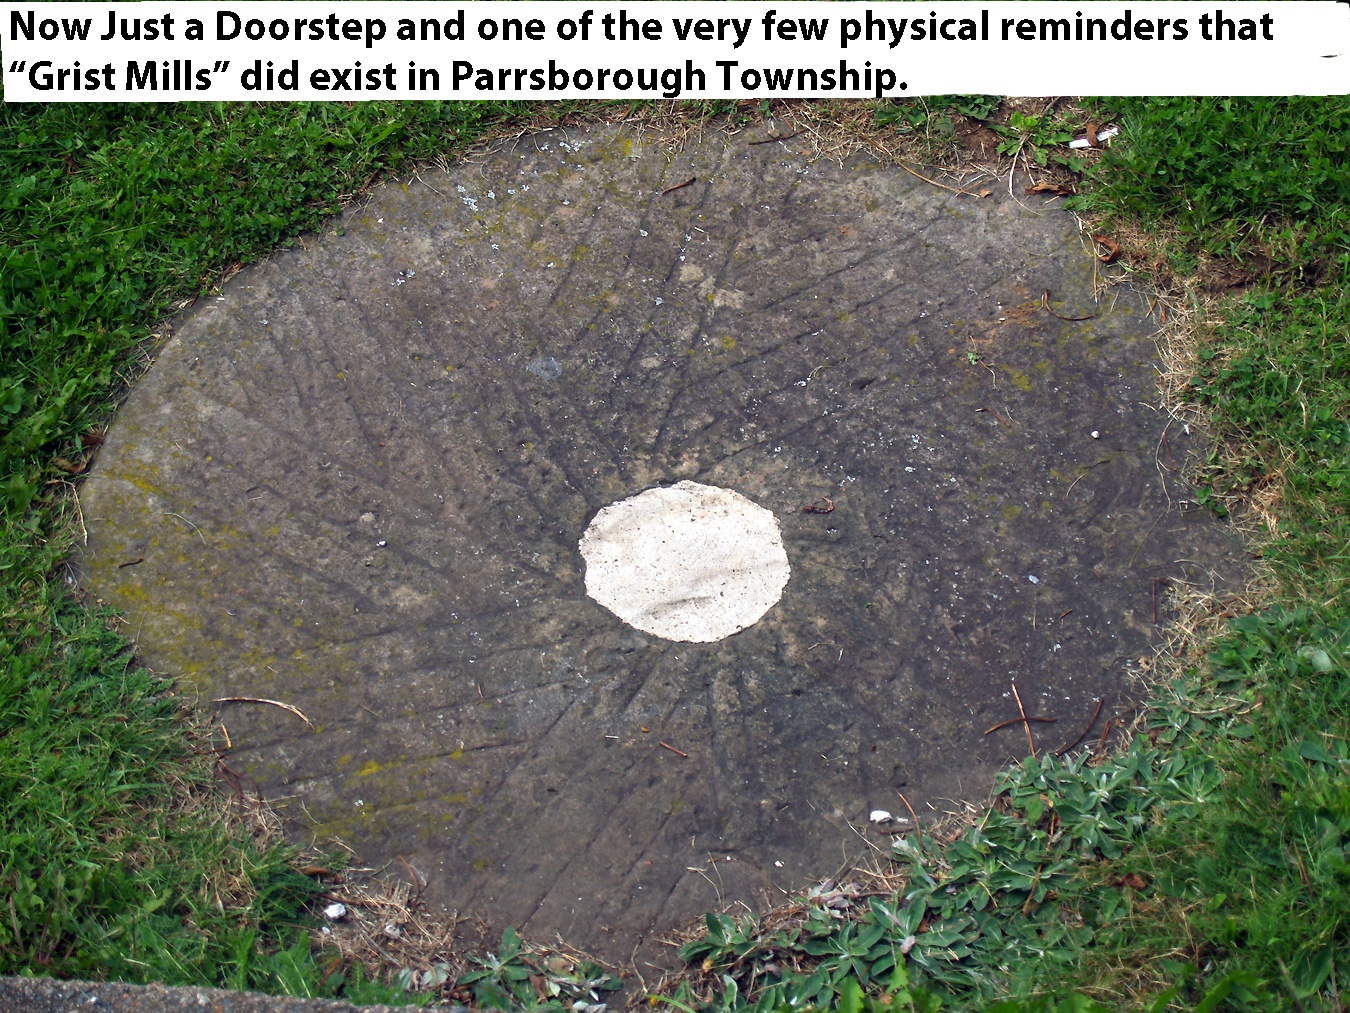 Now Just a Doorstep and one of the very few physical reminders that
“Grist Mills” did exist in Parrsborough Township.